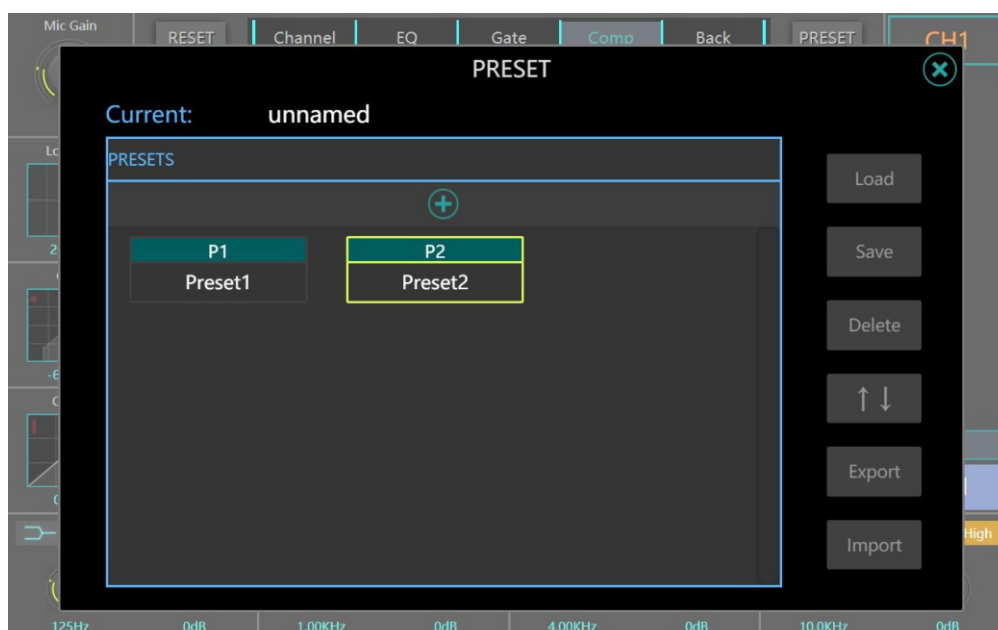 Mic Gain
RESET
Channel
EQ
Gate
Comp
Back
PRESET
CH1
PRESET
Current:
unnamed
PRESETS
Load
P1
P2
Save
Preset1
Preset2
Delete
↑↓
Export
High
Import
125Hz
0dB
1.00KHz
0dB
4.00KHz
0dB
10.0KHz
0dB